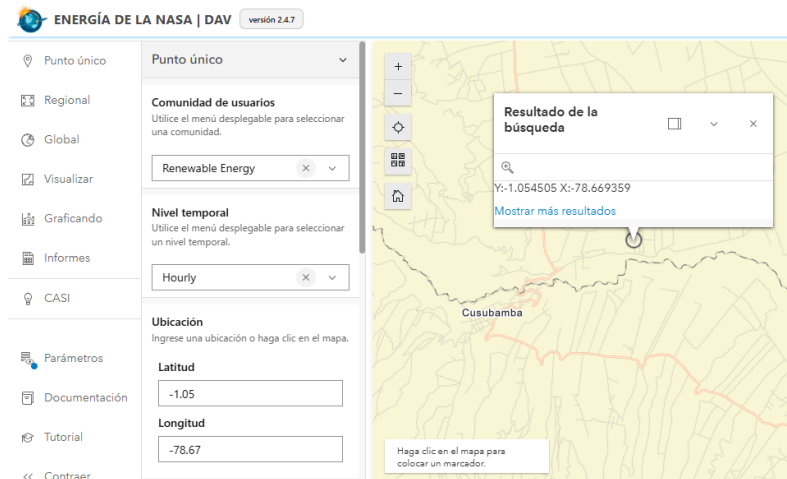 ENERGÍA DE LA NASA | DAV versión 2.4.7
Punto único
Regional
Global
Visualizar
Graficando
Informes
CASI
Parámetros
Documentación
Tutorial
Contraer
Punto único
Comunidad de usuarios
Utilice el menú desplegable para seleccionar
una comunidad.
Renewable Energy
Nivel temporal
Utilice el menú desplegable para seleccionar
un nivel temporal.
Hourly
Ubicación
Ingrese una ubicación o haga clic en el mapa.
Latitud
-1.05
Longitud
-78.67
Resultado de la
búsqueda
Y:-1.054505 X:-78.669359
Mostrar más resultados
Cusubamba
Haga clic en el mapa para
colocar un marcador.